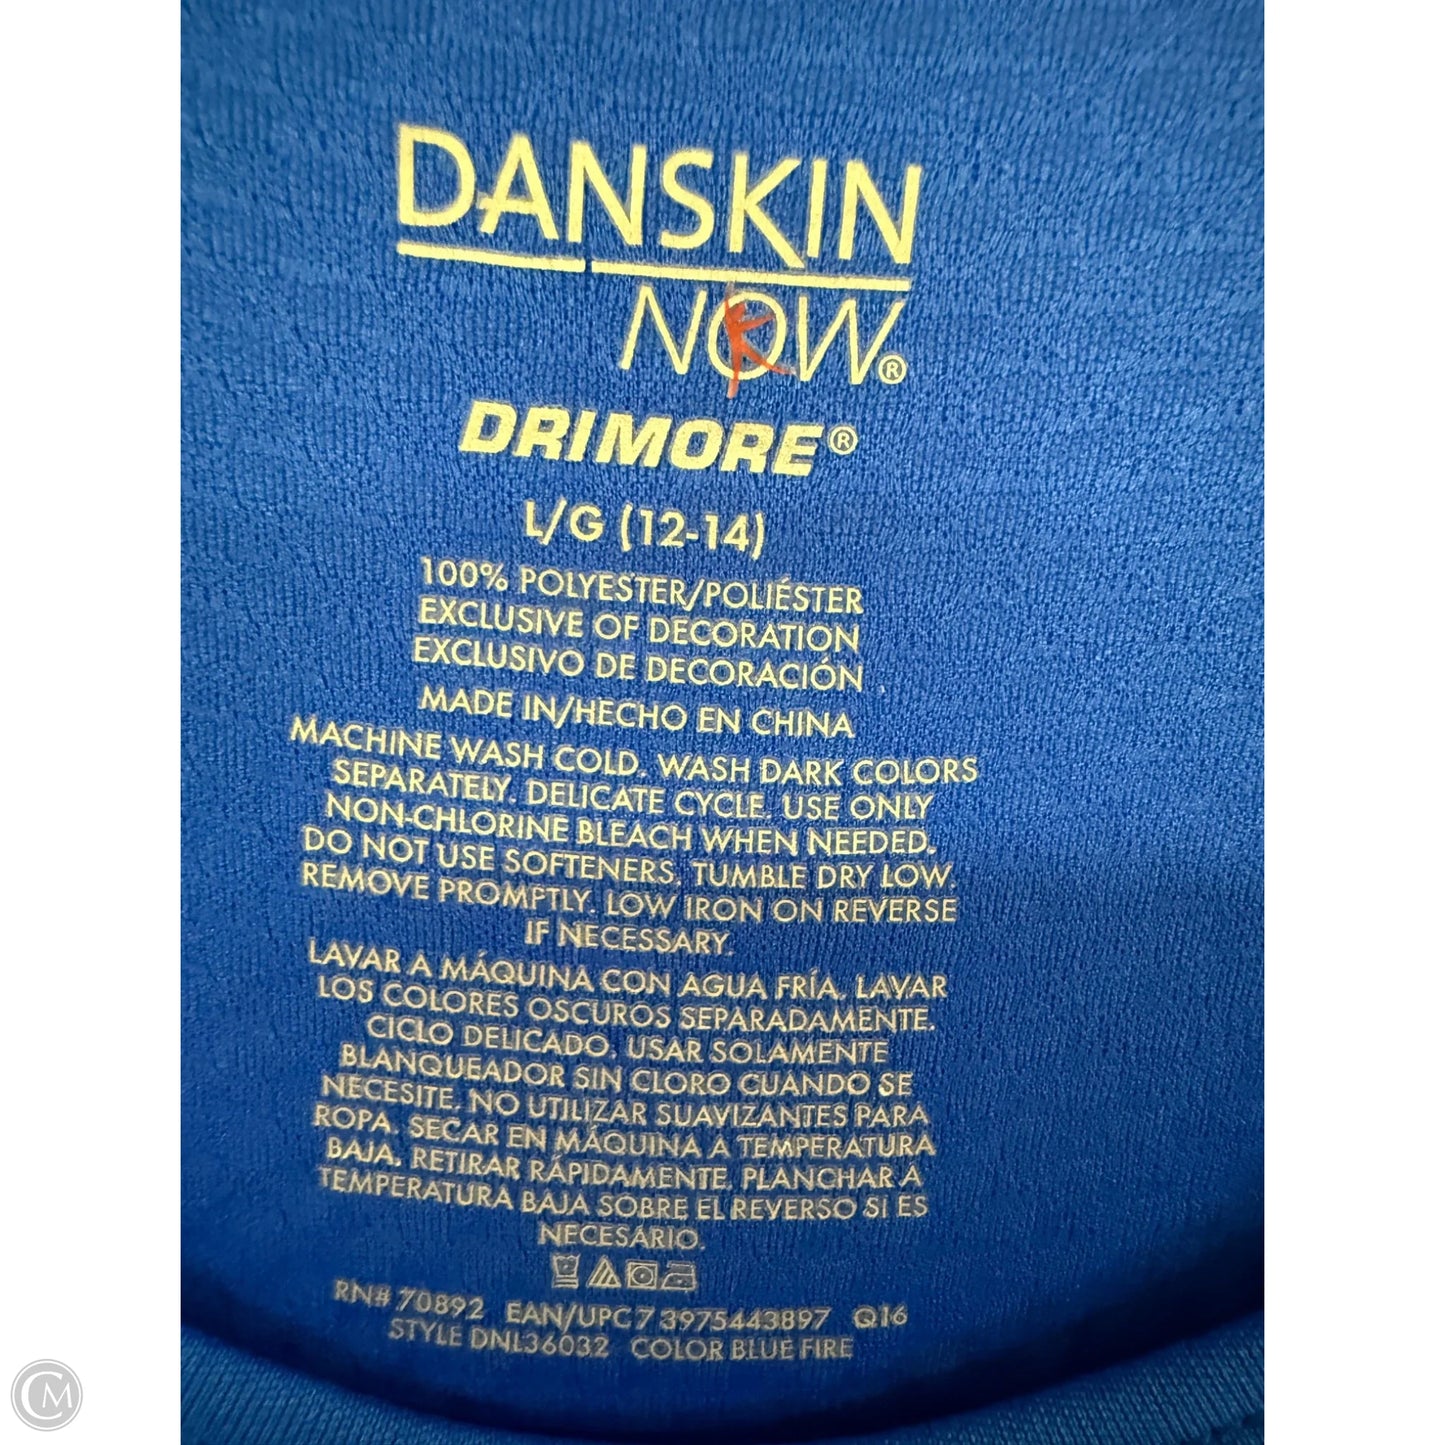 DANSKIN
NOW®
DRIMORE®
L/G (12-14)
100% POLYESTER/POLIÉSTER
EXCLUSIVE OF DECORATION
EXCLUSIVO DE DECORACIÓN
MADE IN/HECHO EN CHINA
MACHINE WASH COLD. WASH DARK COLORS
SEPARATELY. DELICATE CYCLE. USE ONLY
NON-CHLORINE BLEACH WHEN NEEDED.
DO NOT USE SOFTENERS. TUMBLE DRY LOW.
REMOVE PROMPTLY. LOW IRON ON REVERSE
IF NECESSARY.
LAVAR A MÁQUINA CON AGUA FRÍA. LAVAR
LOS COLORES OSCUROS SEPARADAMENTE.
CICLO DELICADO. USAR SOLAMENTE
BLANQUEADOR SIN CLORO CUANDO SE
NECESITE. NO UTILIZAR SUAVIZANTES PARA
ROPA. SECAR EN MÁQUINA A TEMPERATURA
BAJA. RETIRAR RÁPIDAMENTE. PLANCHAR A
TEMPERATURA BAJA SOBRE EL REVERSO SI ES
NECESÁRIO.
RN# 70892 EAN/UPC 7 3975443897 Q16
STYLE DNL36032 COLOR BLUE FIRE
CM